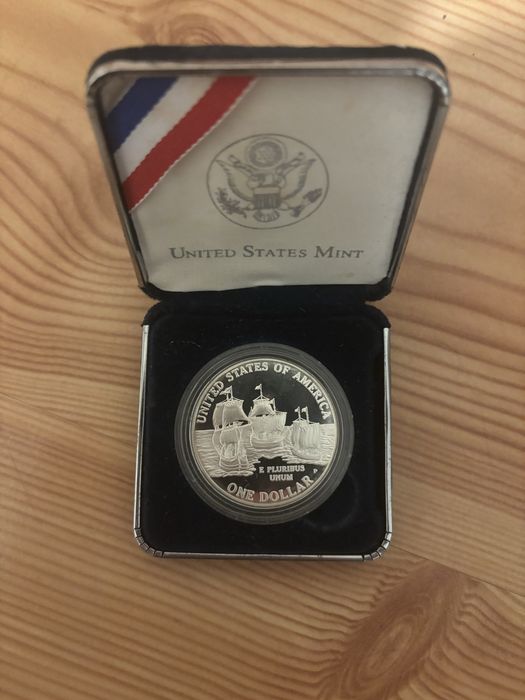 UNITED STATES MINT
UNITED STATES OF AMERICA
E PLURIBUS
UNUM
ONE DOLLAR